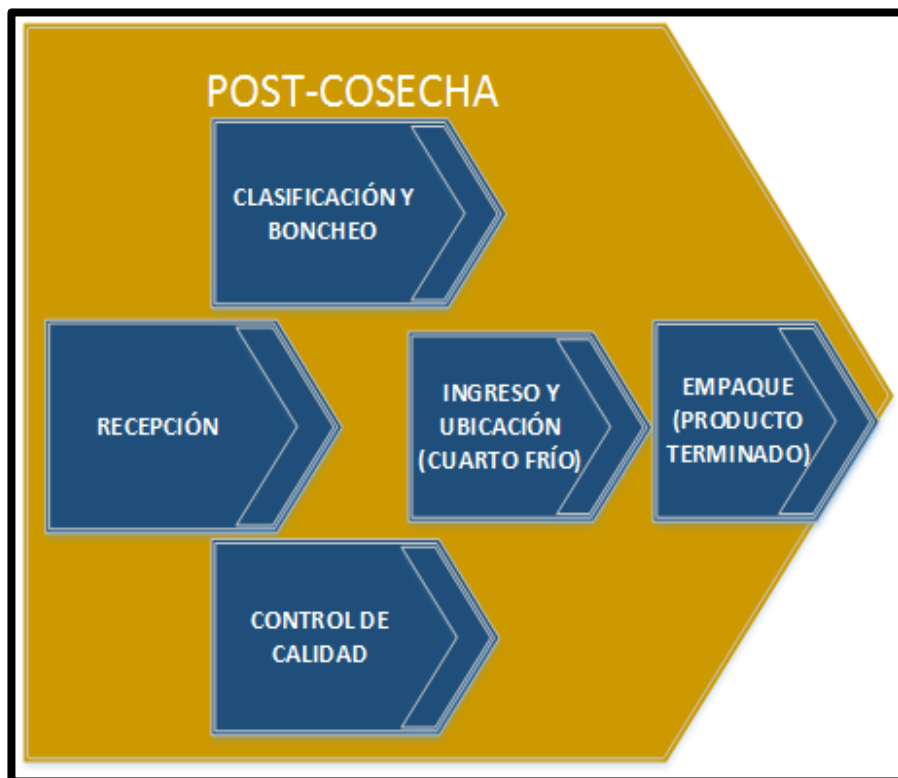 POST-COSECHA
CLASIFICACIÓN Y
BONCHEO
RECEPCIÓN
INGRESO Y
UBICACIÓN
(CUARTO FRÍO)
EMPAQUE
(PRODUCTO
TERMINADO)
CONTROL DE
CALIDAD